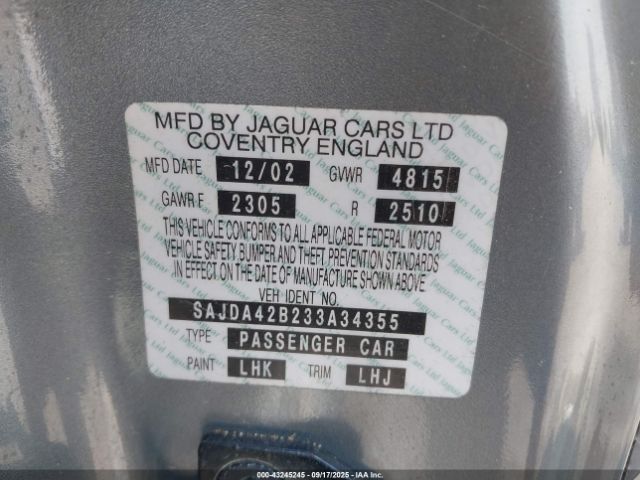 MFD BY JAGUAR CARS LTD
COVENTRY ENGLAND
MFD DATE 12/02 GVWR 4815
GAWR F 2305 R 2510
THIS VEHICLE CONFORMS TO ALL APPLICABLE FEDERAL MOTOR
VEHICLE SAFETY BUMPER AND THEFT PREVENTION STANDARDS
IN EFFECT ON THE DATE OF MANUFACTURE SHOWN ABOVE
VEH IDENT NO.
SAJDA42B233A34355
TYPE PASSENGER CAR
PAINT LHK TRIM LHJ
© IAA - 000-43245245 - 09/17/2025 - IAA, Inc.